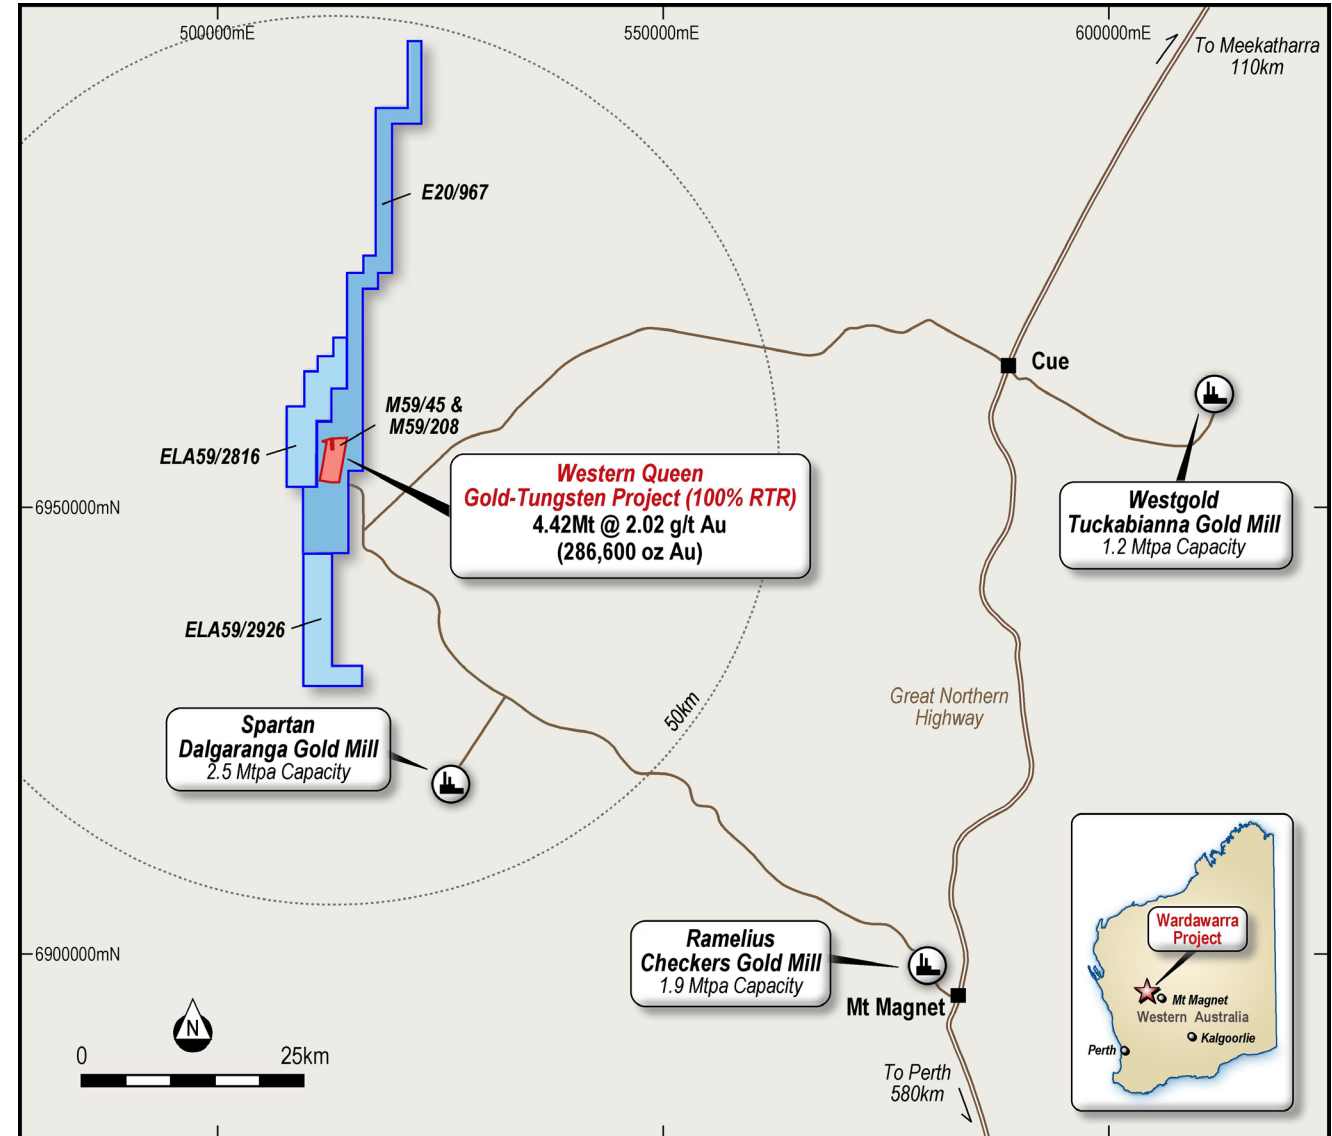 500000mE
550000mE
600000mE
To Meekatharra
110km
E20/967
Cue
M59/45 &
M59/208
ELA59/2816
Western Queen
Gold-Tungsten Project (100% RTR)
4.42Mt @ 2.02 g/t Au
(286,600 oz Au)
6950000mN
Westgold
Tuckabianna Gold Mill
1.2 Mtpa Capacity
ELA59/2926
50km
Great Northern
Highway
Spartan
Dalgaranga Gold Mill
2.5 Mtpa Capacity
6900000mN
Ramelius
Checkers Gold Mill
1.9 Mtpa Capacity
Mt Magnet
Wardawarra
Project
Mt Magnet
Western Australia
Kalgoorlie
Perth
N
0
25km
To Perth
580km